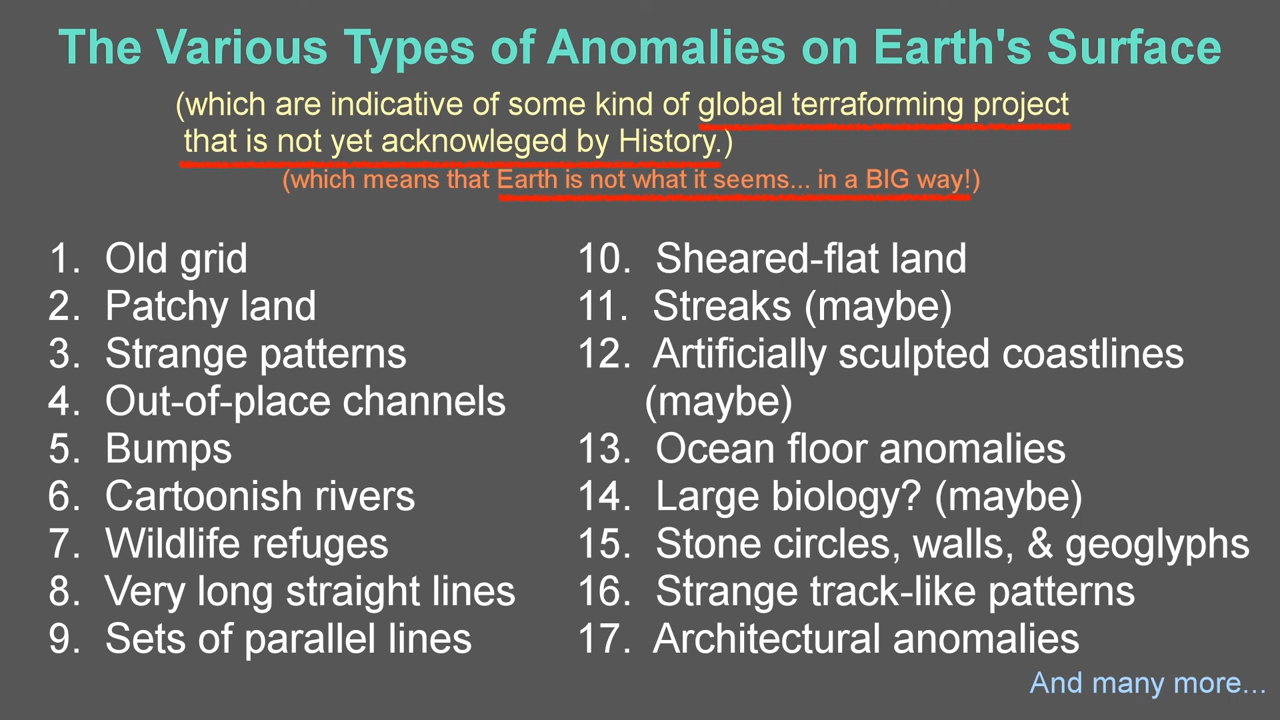 The Various Types of Anomalies on Earth's Surface
(which are indicative of some kind of global terraforming project
that is not yet acknowleged by History.)
(which means that Earth is not what it seems... in a BIG way!)
1. Old grid
2. Patchy land
3. Strange patterns
4. Out-of-place channels
5. Bumps
6. Cartoonish rivers
7. Wildlife refuges
8. Very long straight lines
9. Sets of parallel lines
10. Sheared-flat land
11. Streaks (maybe)
12. Artificially sculpted coastlines
(maybe)
13. Ocean floor anomalies
14. Large biology? (maybe)
15. Stone circles, walls, & geoglyphs
16. Strange track-like patterns
17. Architectural anomalies
And many more...